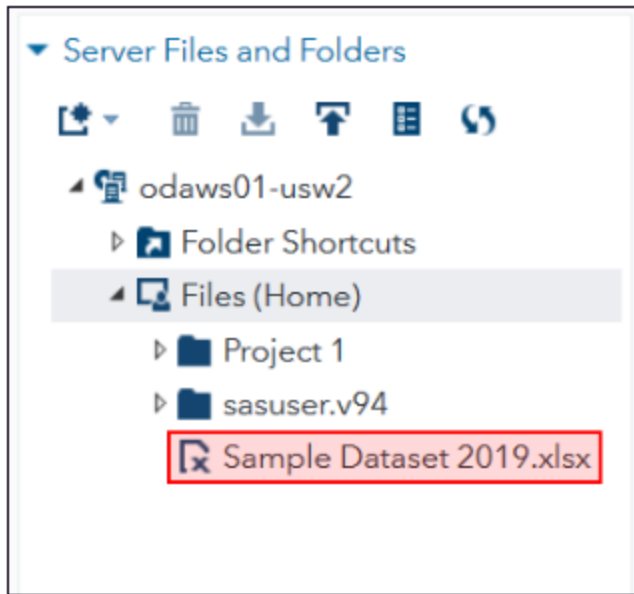 Server Files and Folders
odaws01-usw2
Folder Shortcuts
Files (Home)
Project 1
sasuser.v94
Sample Dataset 2019.xlsx